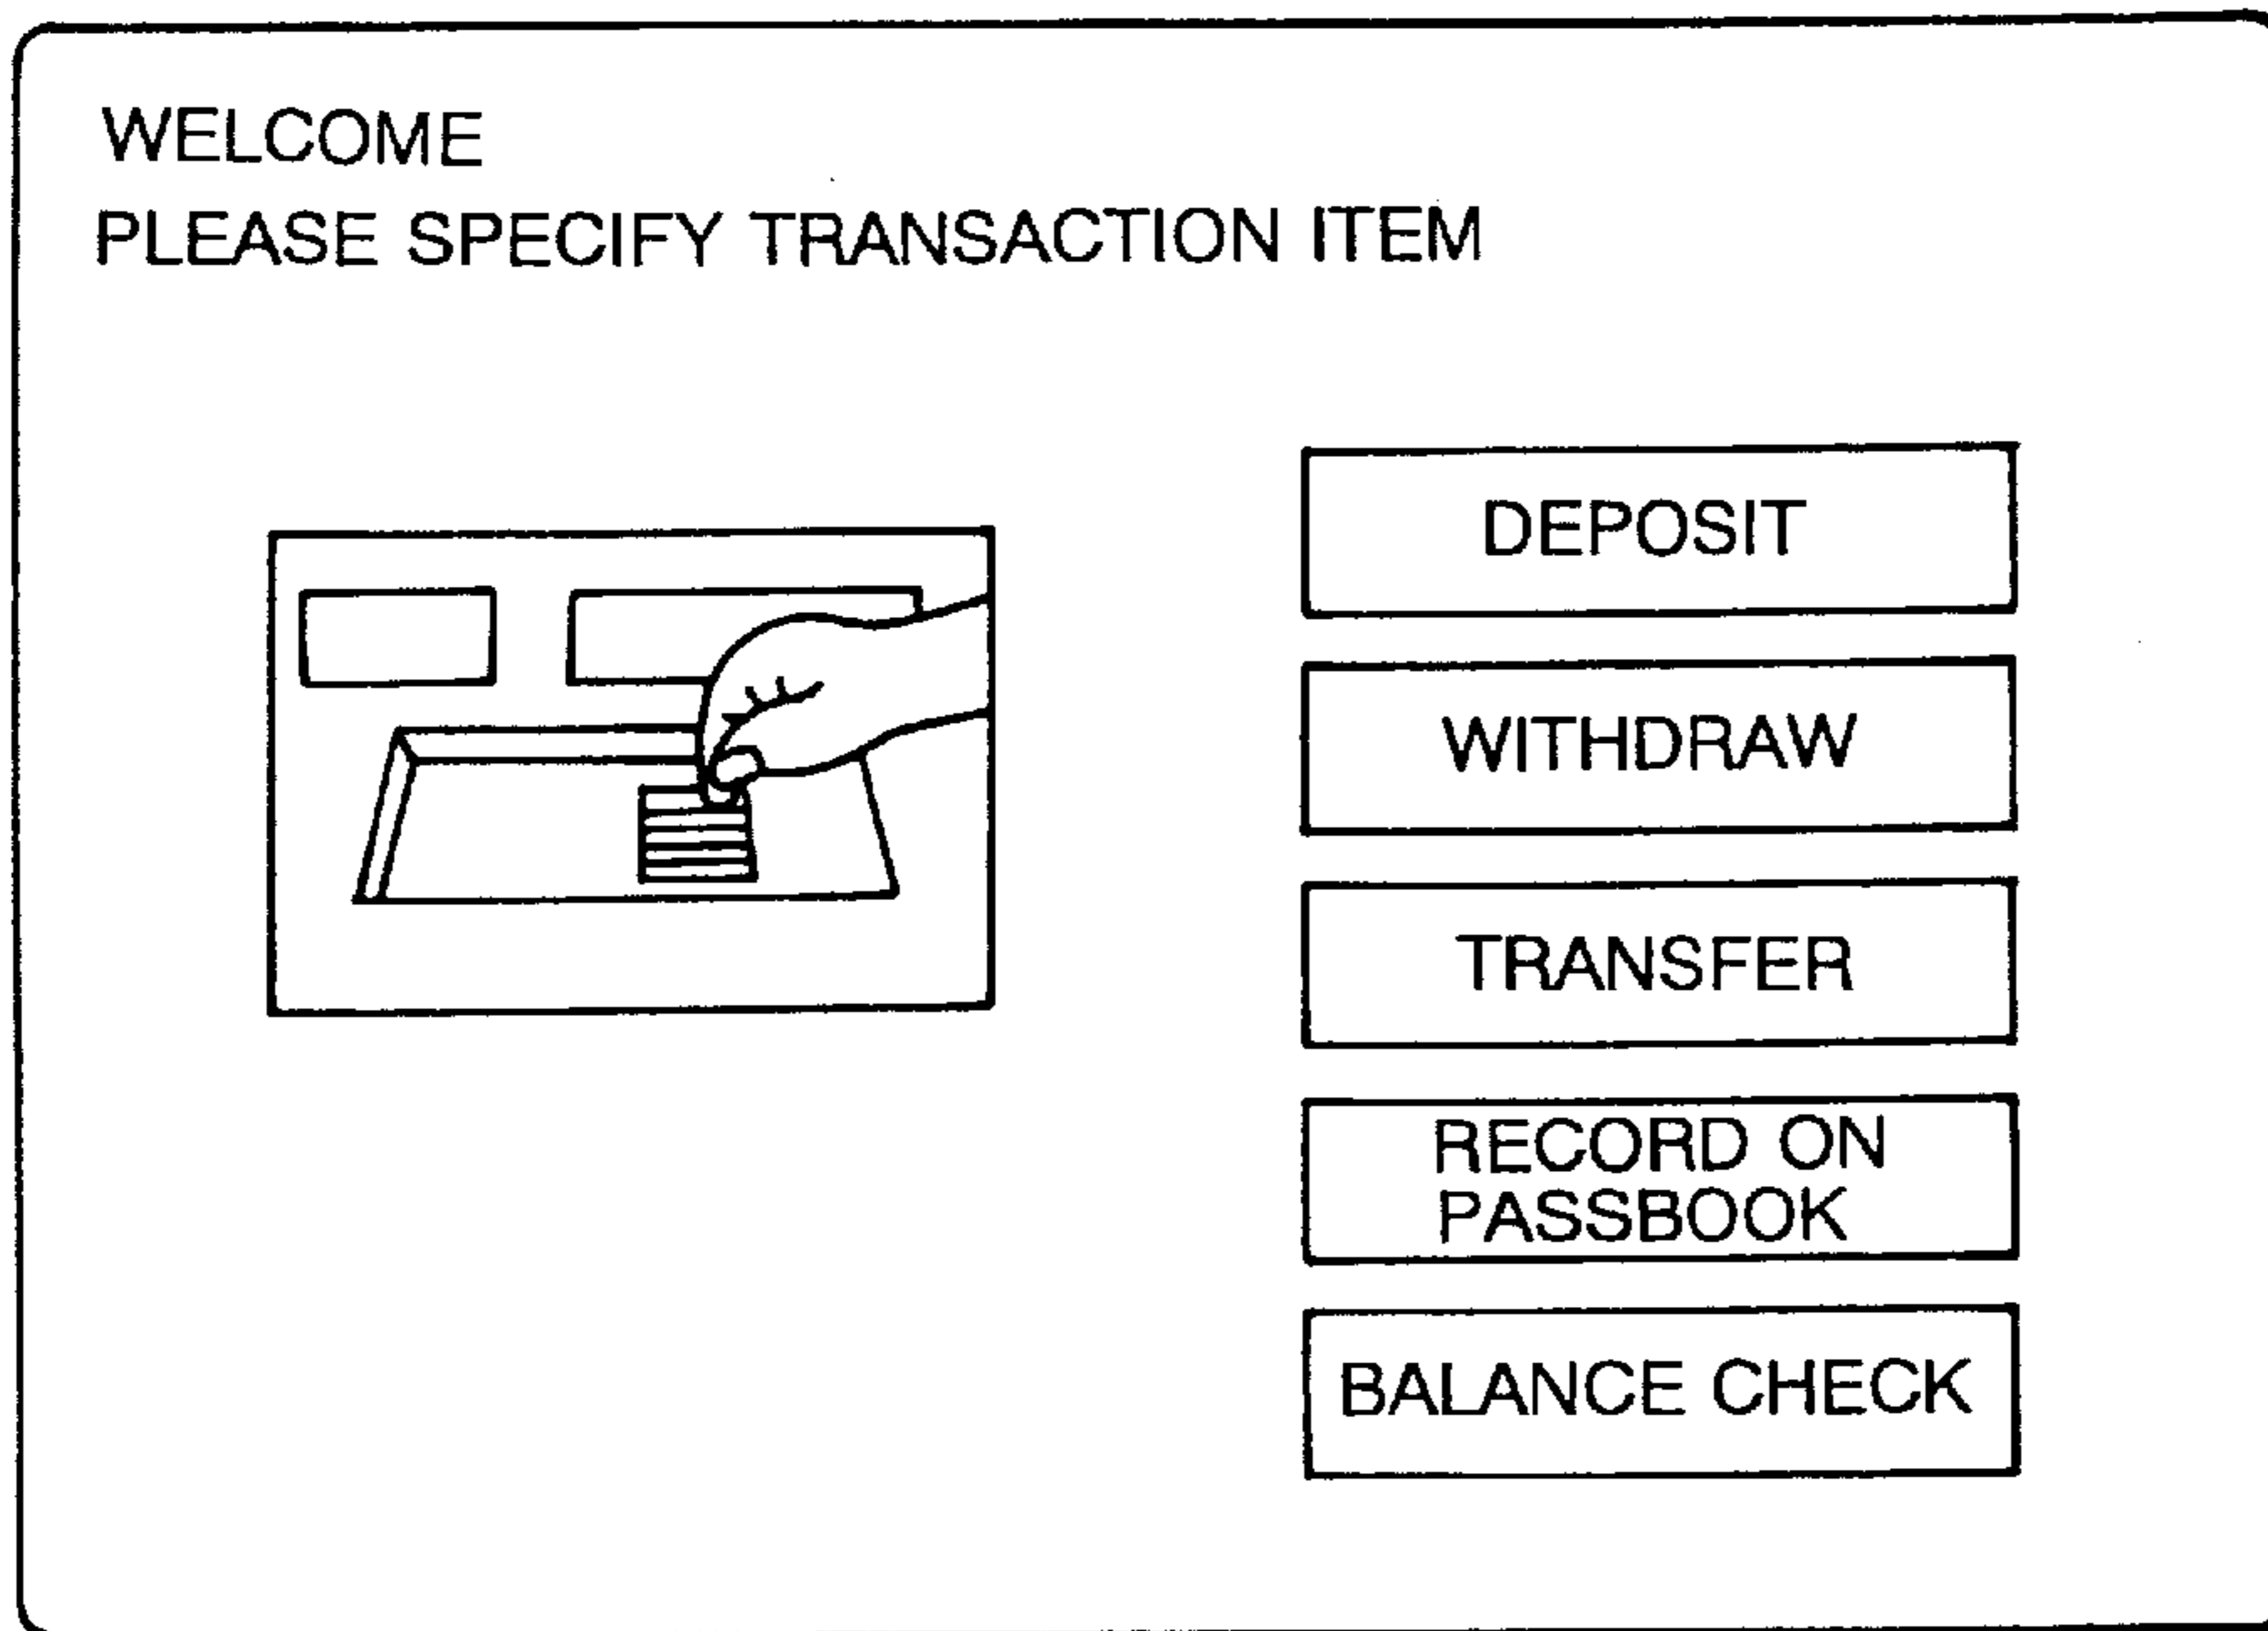 WELCOME
PLEASE SPECIFY TRANSACTION ITEM
DEPOSIT
WITHDRAW
TRANSFER
RECORD ON
PASSBOOK
BALANCE CHECK